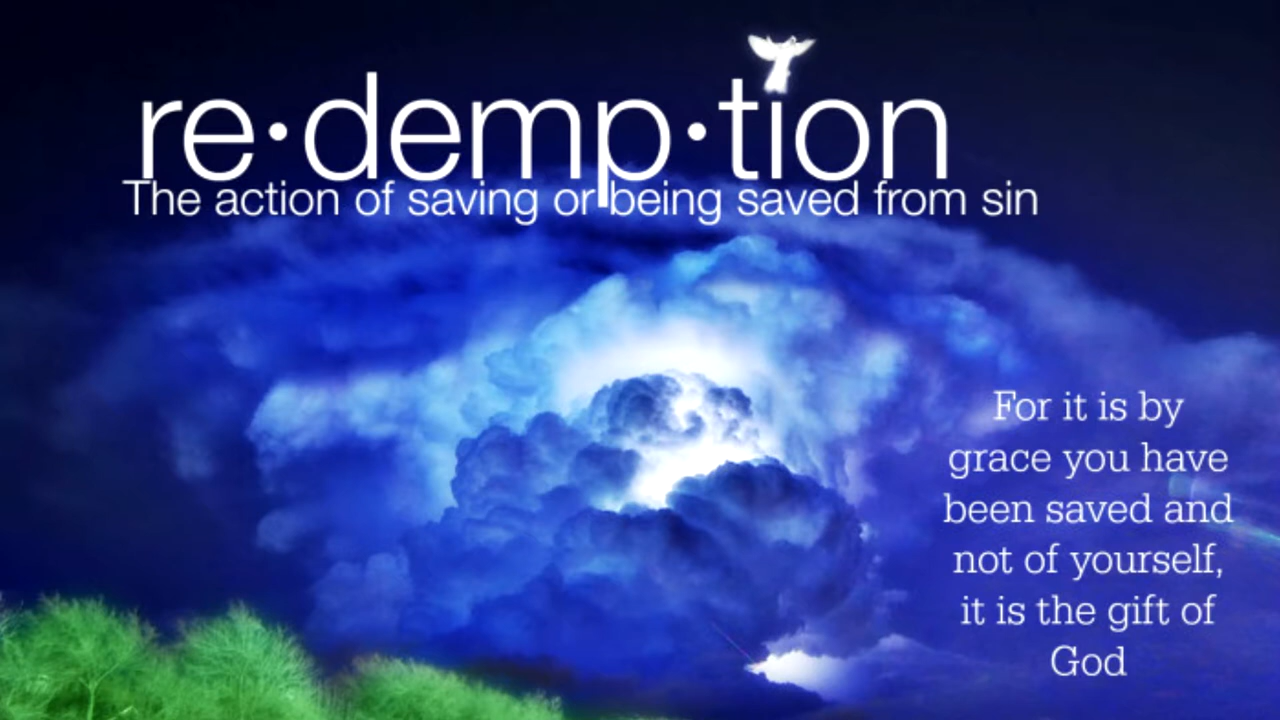 re·demp·tion
The action of saving or being saved from sin
For it is by
grace you have
been saved and
not of yourself,
it is the gift of
God